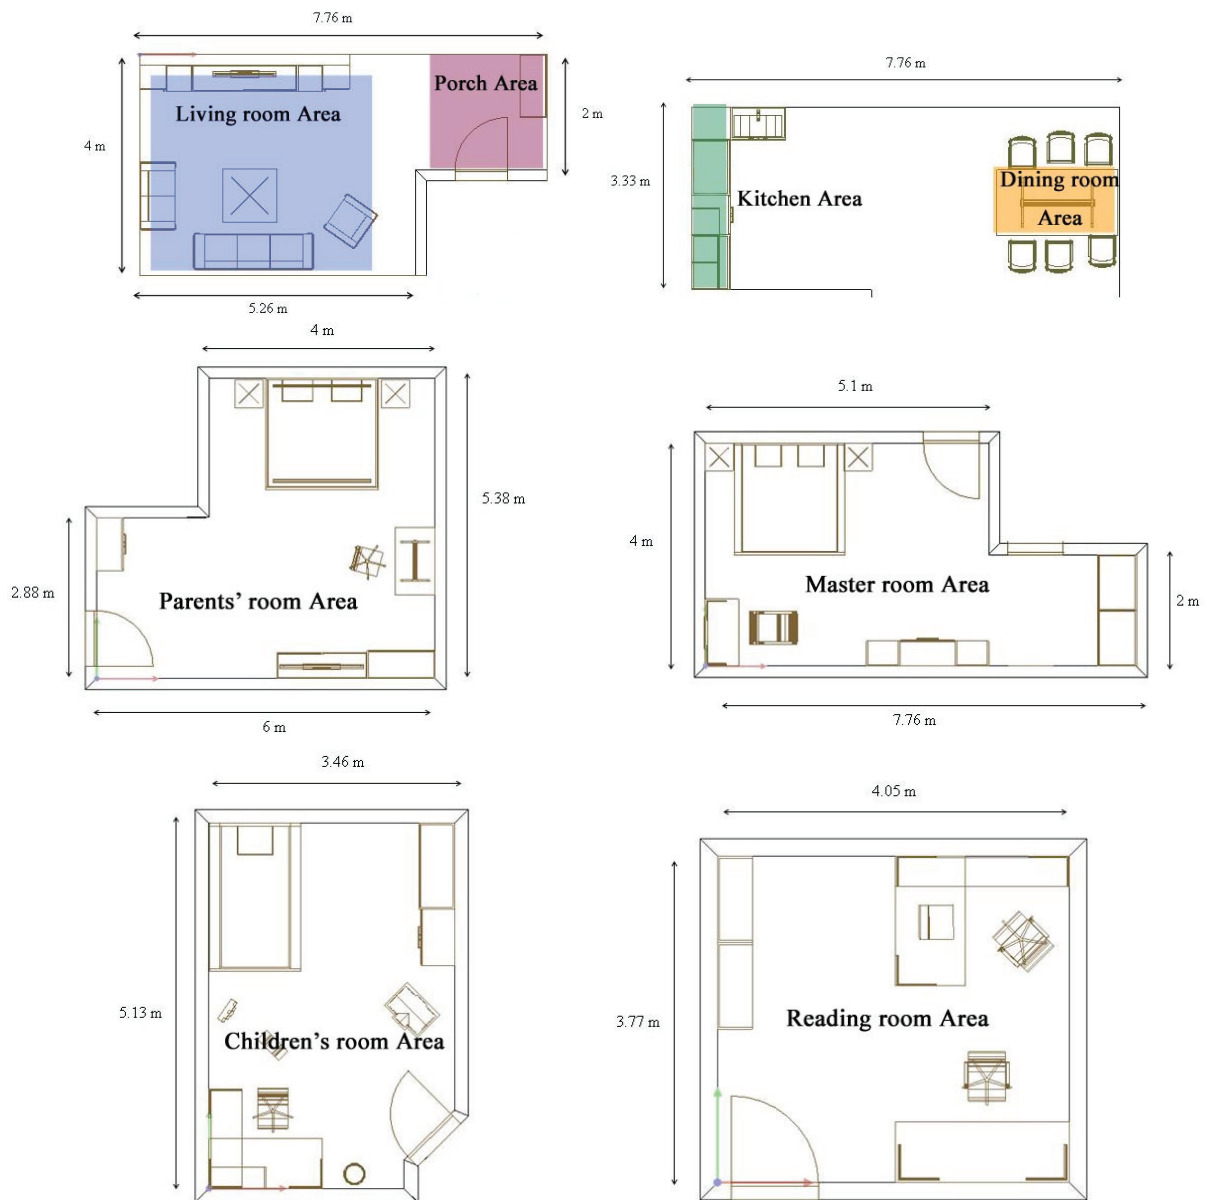 7.76 m
Porch Area
Living room Area
2 m
4 m
5.26 m
7.76 m
3.33 m
Dining room
Kitchen Area
Area
4 m
5.38 m
2.88 m
Parents’ room Area
6 m
5.1 m
4 m
Master room Area
2 m
7.76 m
3.46 m
5.13 m
Children’s room Area
4.05 m
3.77 m
Reading room Area